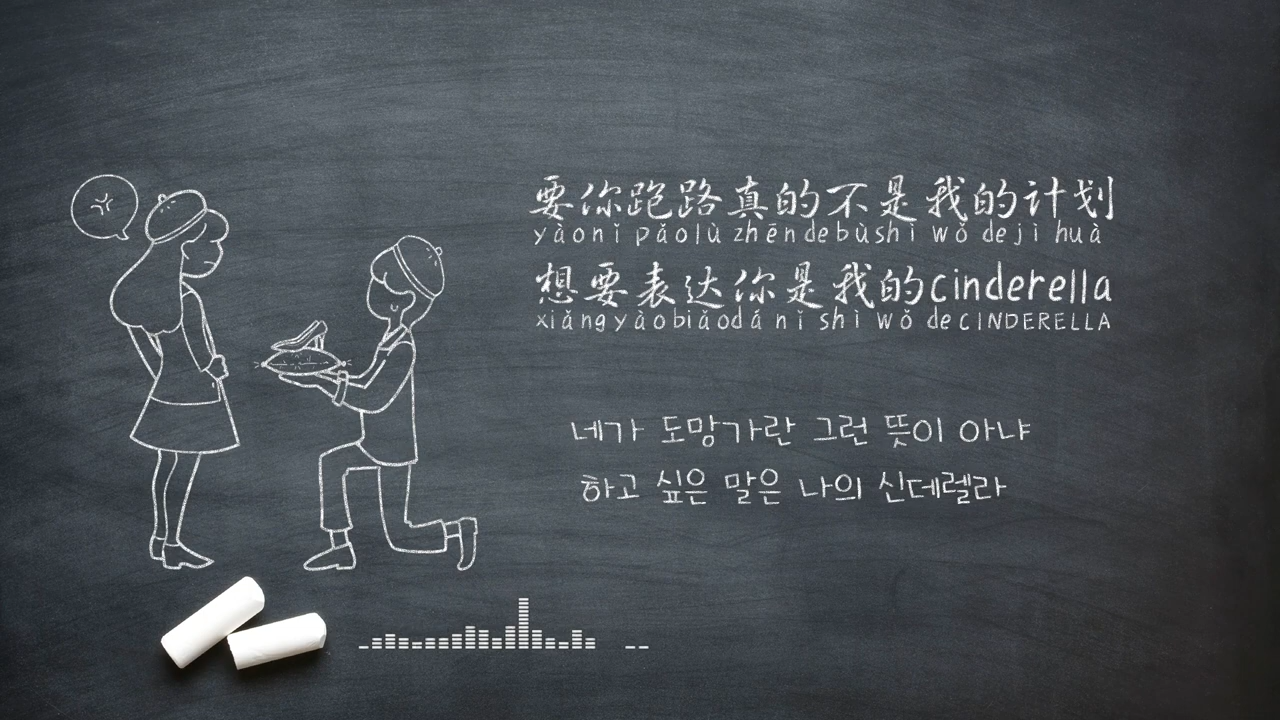 要你跑路真的不是我的计划
yàonǐ pǎolù zhēndebùshì wǒ dejì huà
想要表达你是我的cinderella
xiǎngyàobiǎodánǐ shì wǒ deCINDERELLA
네가 도망가란 그런 뜻이 아냐
하고 싶은 말은 나의 신데렐라